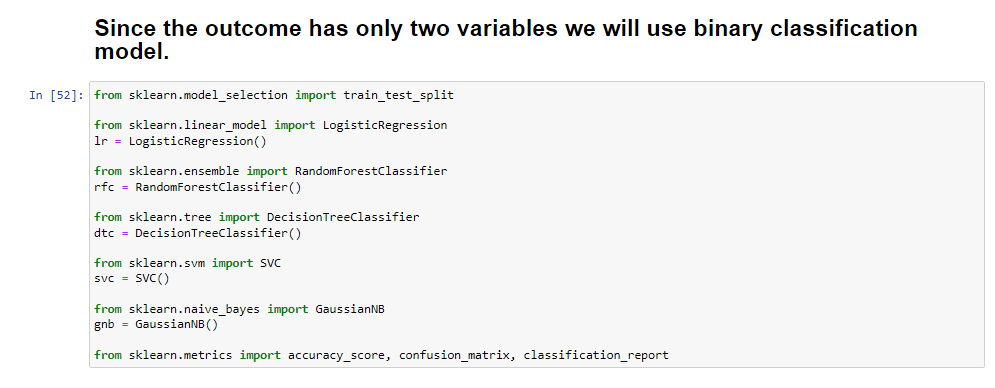 Since the outcome has only two variables we will use binary classification
model.
In [52]: from sklearn.model_selection import train_test_split
from sklearn.linear_model import LogisticRegression
lr = LogisticRegression()
from sklearn.ensemble import RandomForestClassifier
rfc = RandomForestClassifier()
from sklearn.tree import DecisionTreeClassifier
dtc = DecisionTreeClassifier()
from sklearn.svm import SVC
svc = SVC()
from sklearn.naive_bayes import GaussianNB
gnb = GaussianNB()
from sklearn.metrics import accuracy_score, confusion_matrix, classification_report